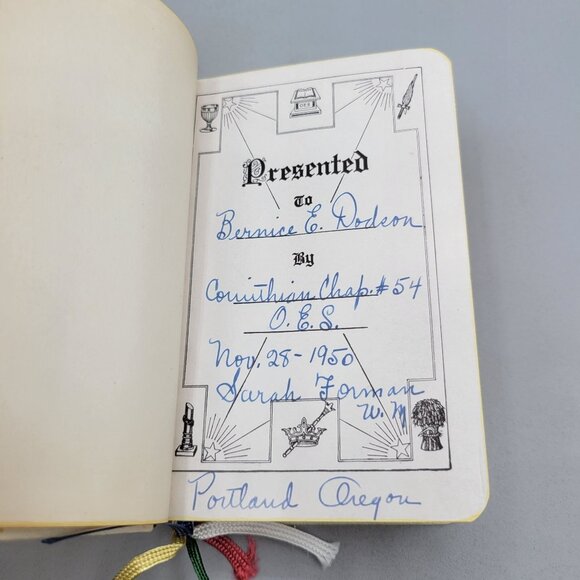 Presented
To
Bernice E. Dodson
By
Corinthian Chap. # 54
O.E.S.
Nov. 28-1950
Sarah Forman
W. M
Portland Oregon